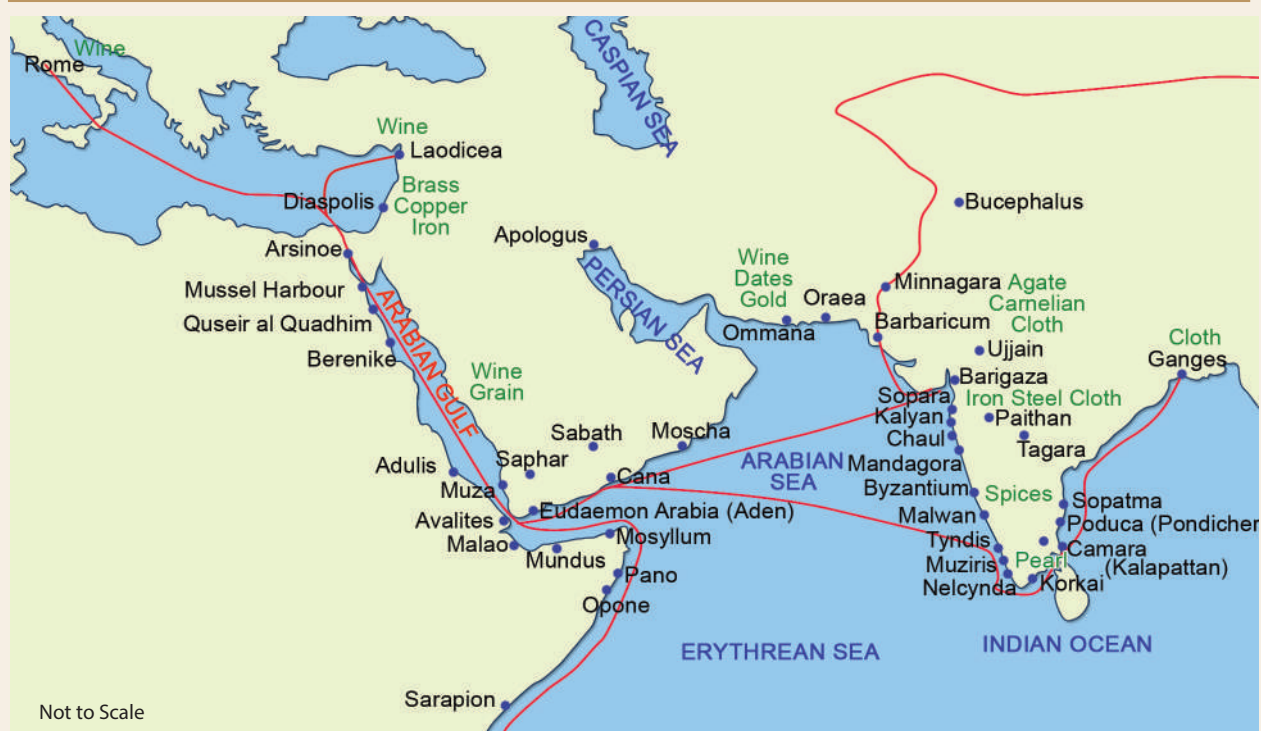 CASPIAN SEA
Wine
Rome
Wine
Laodicea
Brass
Copper
Iron
Diaspolis
Bucephalus
Arsinoe
Apologus
PERSIAN SEA
Wine
Dates
Gold
Oraea
Ommana
Minnagara
Agate
Carnelian
Cloth
Barbaricum
Ujjain
Cloth
Ganges
Mussel Harbour
Quseir al Quadhim
Berenike
ARABIAN GULF
Wine
Grain
Barigaza
Sopara
Iron Steel Cloth
Kalyan
Paithan
Chaul
Tagara
Sabath
Moscha
Saphar
ARABIAN
SEA
Mandagora
Adulis
Muza
Cana
Byzantium
Spices
Sopatma
Avalites
Eudaemon Arabia (Aden)
Malwan
Poduca (Pondicher
Malao
Mosyllum
Mundus
Tyndis
Camara
(Kalapattan)
Muziris
Pearl
Pano
Nelcynda
Korkai
Opone
ERYTHREAN SEA
INDIAN OCEAN
Sarapion
Not to Scale